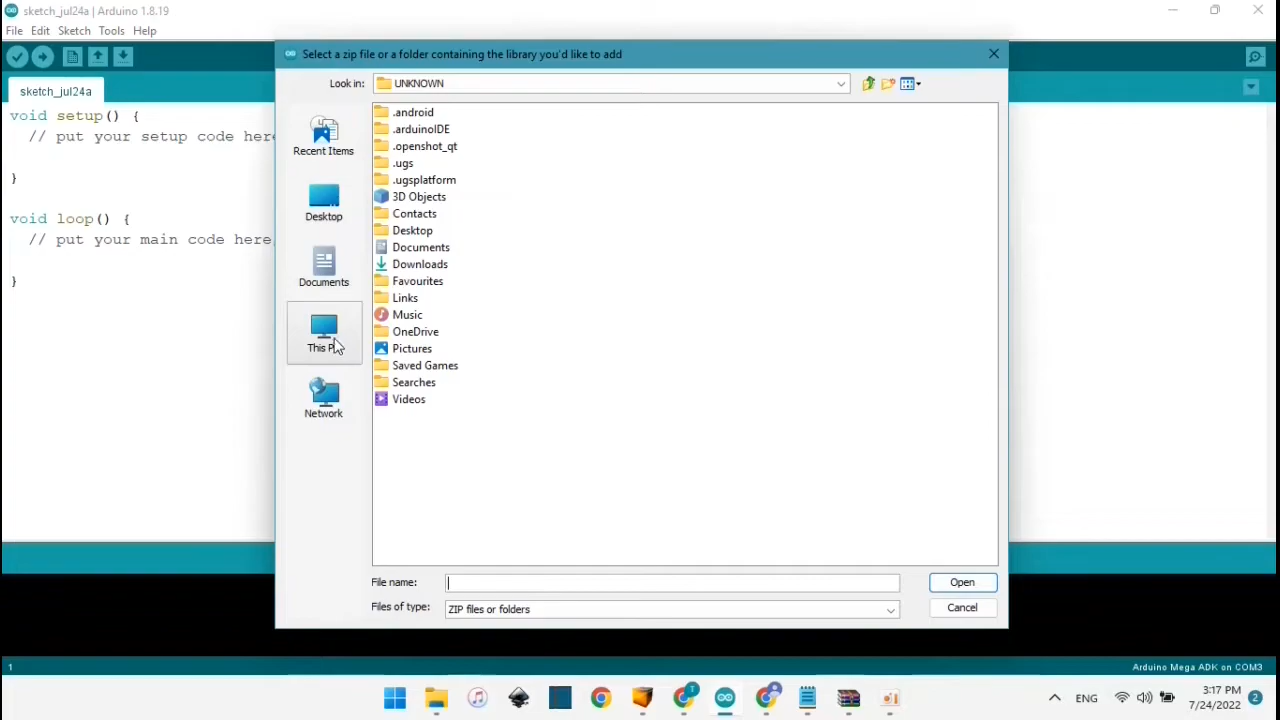 sketch_jul24a | Arduino 1.8.19
File Edit Sketch Tools Help
sketch_jul24a
void setup() {
// put your setup code here
}
void loop() {
// put your main code here,
}
Select a zip file or a folder containing the library you'd like to add
Look in: UNKNOWN
Recent Items
Desktop
Documents
This
Network
.android
.arduinoIDE
.openshot_qt
.ugs
.ugsplatform
3D Objects
Contacts
Desktop
Documents
Downloads
Favourites
Links
Music
OneDrive
Pictures
Saved Games
Searches
Videos
File name:
Open
Files of type: ZIP files or folders
Cancel
1
Arduino Mega ADK on COM3
ENG
3:17 PM
7/24/2022
2